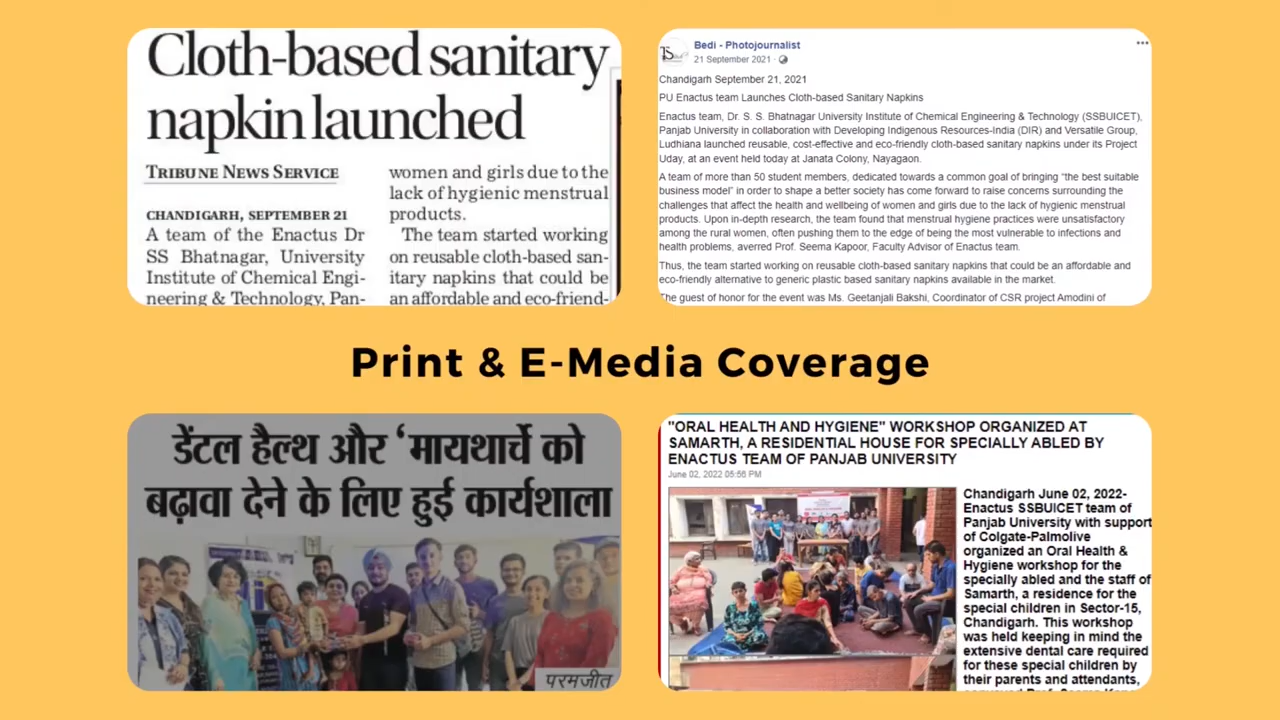 Cloth-based sanitary
napkin launched
TRIBUNE NEWS SERVICE
CHANDIGARH, SEPTEMBER 21
A team of the Enactus Dr
SS Bhatnagar, University
Institute of Chemical Engi-
neering & Technology, Pan-
women and girls due to the
lack of hygienic menstrual
products.
The team started working
on reusable cloth-based san-
itary napkins that could be
an affordable and eco-friend-
Bedi - Photojournalist
21 September 2021 ·
Chandigarh September 21, 2021
PU Enactus team Launches Cloth-based Sanitary Napkins
Enactus team, Dr. S. S. Bhatnagar University Institute of Chemical Engineering & Technology (SSBUICET),
Panjab University in collaboration with Developing Indigenous Resources-India (DIR) and Versatile Group,
Ludhiana launched reusable, cost-effective and eco-friendly cloth-based sanitary napkins under its Project
Uday, at an event held today at Janata Colony, Nayagaon.
A team of more than 50 student members, dedicated towards a common goal of bringing “the best suitable
business model” in order to shape a better society has come forward to raise concerns surrounding the
challenges that affect the health and wellbeing of women and girls due to the lack of hygienic menstrual
products. Upon in-depth research, the team found that menstrual hygiene practices were unsatisfactory
among the rural women, often pushing them to the edge of being the most vulnerable to infections and
health problems, averred Prof. Seema Kapoor, Faculty Advisor of Enactus team.
Thus, the team started working on reusable cloth-based sanitary napkins that could be an affordable and
eco-friendly alternative to generic plastic based sanitary napkins available in the market.
The guest of honor for the event was Ms. Geetanjali Bakshi, Coordinator of CSR project Amodini of
Print & E-Media Coverage
डेंटल हैल्थ और ‘मायथार्चे को
बढ़ावा देने के लिए हुई कार्यशाला
परमजीत
"ORAL HEALTH AND HYGIENE" WORKSHOP ORGANIZED AT
SAMARTH, A RESIDENTIAL HOUSE FOR SPECIALLY ABLED BY
ENACTUS TEAM OF PANJAB UNIVERSITY
June 02, 2022 05:56 PM
Chandigarh June 02, 2022-
Enactus SSBUICET team of
Panjab University with support
of Colgate-Palmolive
organized an Oral Health &
Hygiene workshop for the
specially abled and the staff of
Samarth, a residence for the
special children in Sector-15,
Chandigarh. This workshop
was held keeping in mind the
extensive dental care required
for these special children by
their parents and attendants,